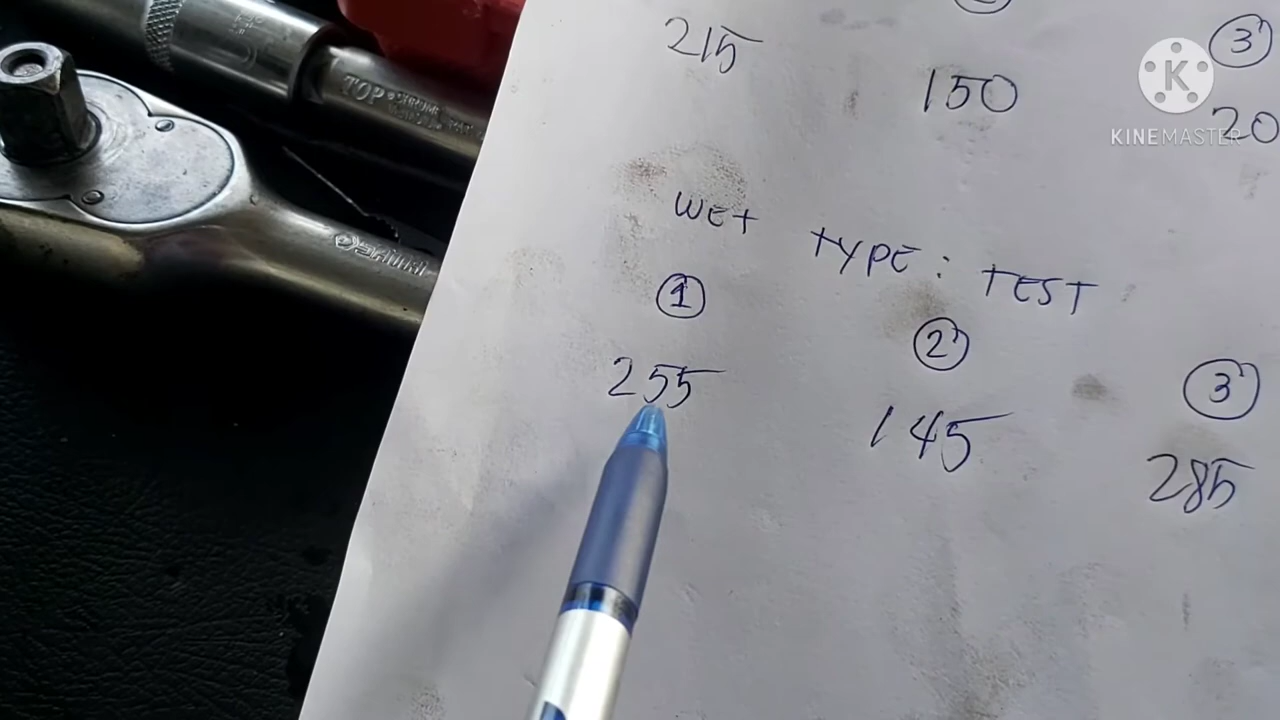 TOP
215
150
③
20
K
KINEMASTER
WEt tYPE: TEST
① ② ③
255 145 285